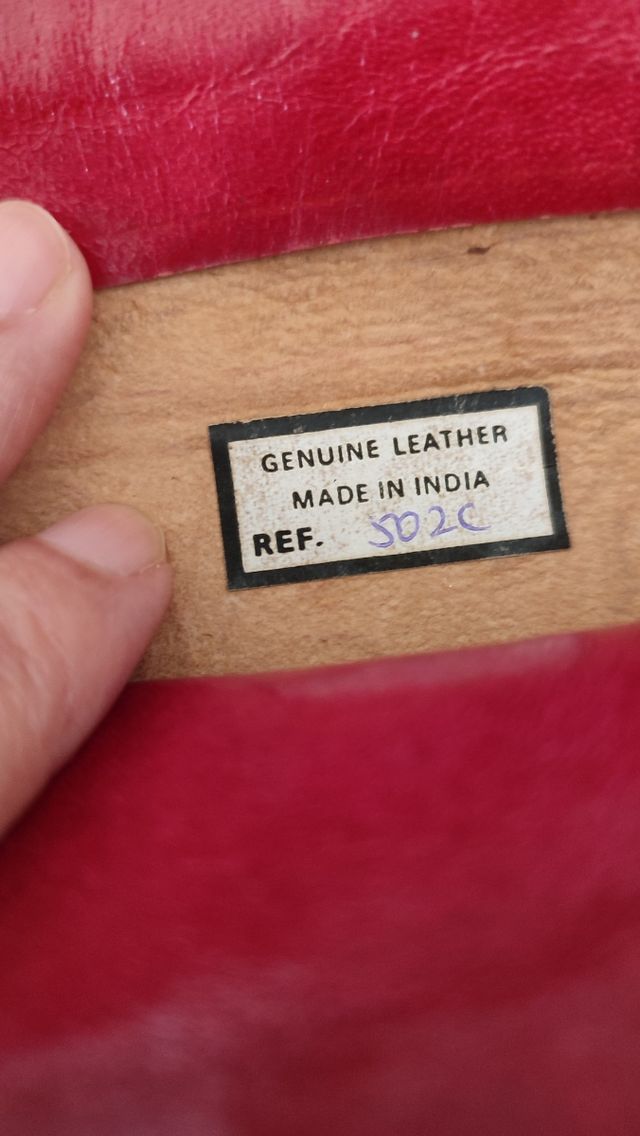 GENUINE LEATHER
MADE IN INDIA
REF. 502C